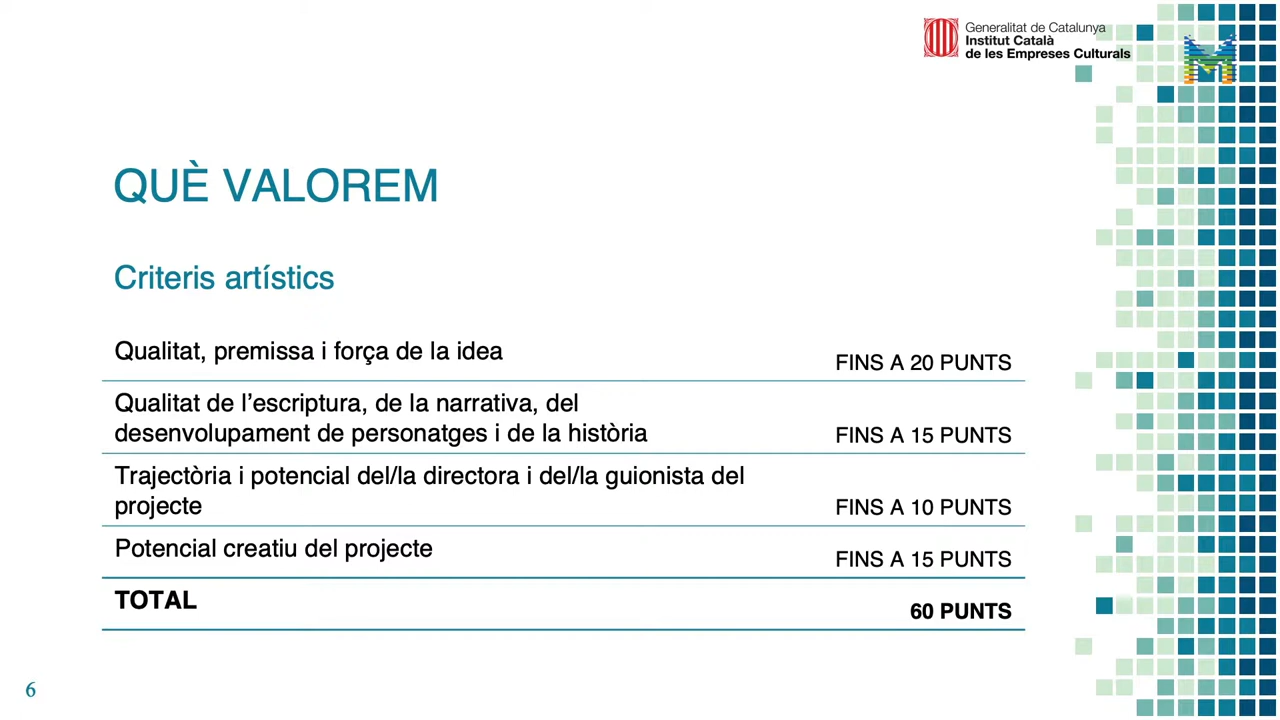 Generalitat de Catalunya
Institut Català
de les Empreses Culturals
QUÈ VALOREM
Criteris artístics
Qualitat, premissa i força de la idea
FINS A 20 PUNTS
Qualitat de l’escriptura, de la narrativa, del
desenvolupament de personatges i de la història
FINS A 15 PUNTS
Trajectòria i potencial del/la directora i del/la guionista del
projecte
FINS A 10 PUNTS
Potencial creatiu del projecte
FINS A 15 PUNTS
TOTAL
60 PUNTS
6